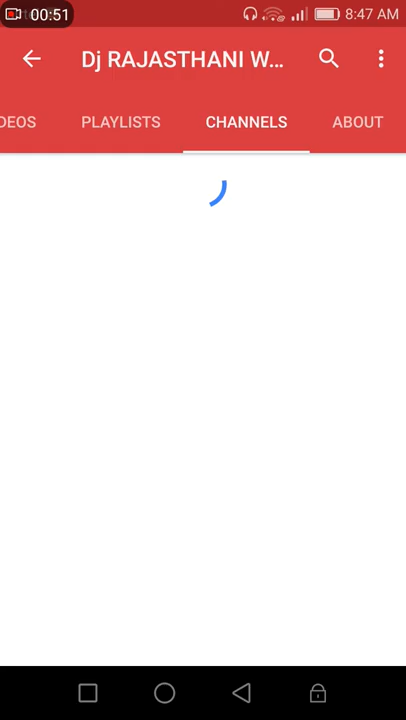 00:51
8:47 AM
Dj RAJASTHANI W...
DEOS PLAYLISTS CHANNELS ABOUT